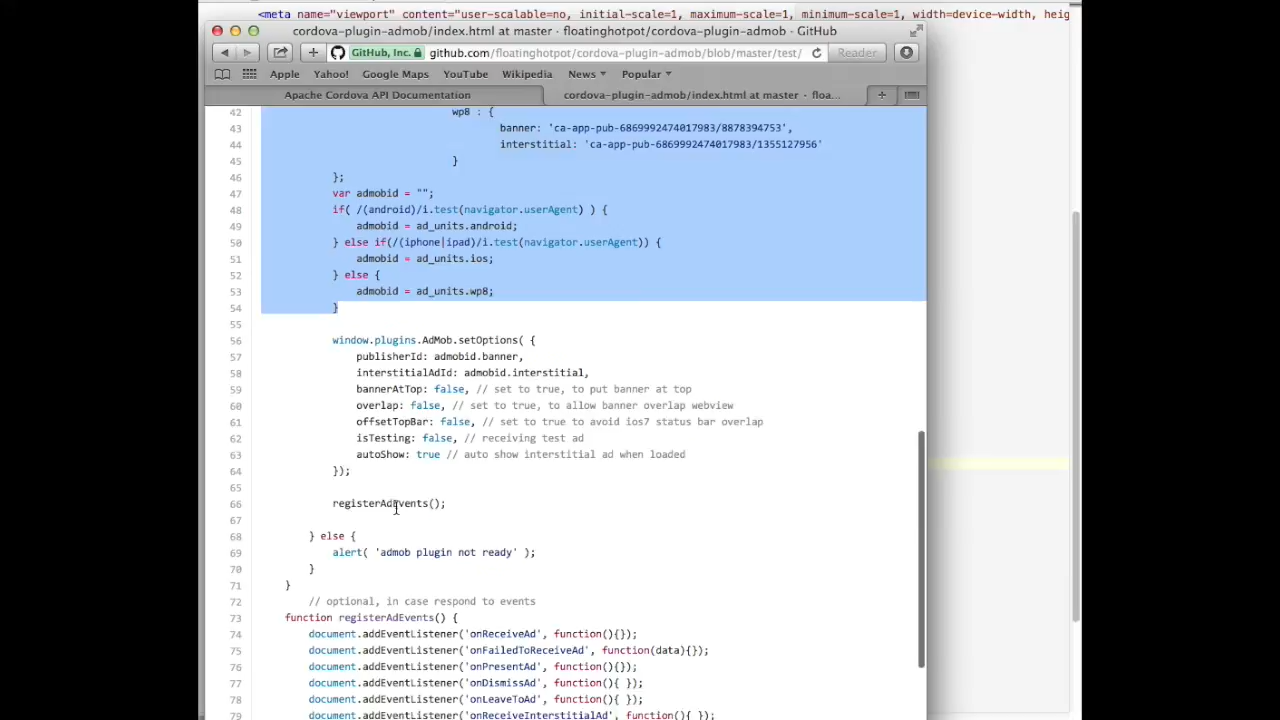 <meta name="viewport" content="user-scalable=no, initial-scale=1, maximum-scale=1, minimum-scale=1, width=device-width, heig
cordova-plugin-admob/index.html at master · floatinghotpot/cordova-plugin-admob · GitHub
GitHub, Inc. github.com/floatinghotpot/cordova-plugin-admob/blob/master/test/ Reader
Apple Yahoo! Google Maps YouTube Wikipedia News Popular
Apache Cordova API Documentation cordova-plugin-admob/index.html at master · floa...
42 wp8 : {
43 banner: 'ca-app-pub-6869992474017983/8878394753',
44 interstitial: 'ca-app-pub-6869992474017983/1355127956'
45 }
46 };
47 var admobid = "";
48 if( /(android)/i.test(navigator.userAgent) ) {
49 admobid = ad_units.android;
50 } else if(/(iphone|ipad)/i.test(navigator.userAgent)) {
51 admobid = ad_units.ios;
52 } else {
53 admobid = ad_units.wp8;
54 }
55
56 window.plugins.AdMob.setOptions( {
57 publisherId: admobid.banner,
58 interstitialAdId: admobid.interstitial,
59 bannerAtTop: false, // set to true, to put banner at top
60 overlap: false, // set to true, to allow banner overlap webview
61 offsetTopBar: false, // set to true to avoid ios7 status bar overlap
62 isTesting: false, // receiving test ad
63 autoShow: true // auto show interstitial ad when loaded
64 });
65
66 registerAdEvents();
67
68 } else {
69 alert( 'admob plugin not ready' );
70 }
71 }
72 // optional, in case respond to events
73 function registerAdEvents() {
74 document.addEventListener('onReceiveAd', function(){});
75 document.addEventListener('onFailedToReceiveAd', function(data){});
76 document.addEventListener('onPresentAd', function(){});
77 document.addEventListener('onDismissAd', function(){ });
78 document.addEventListener('onLeaveToAd', function(){ });
79 document.addEventListener('onReceiveInterstitialAd', function(){ });